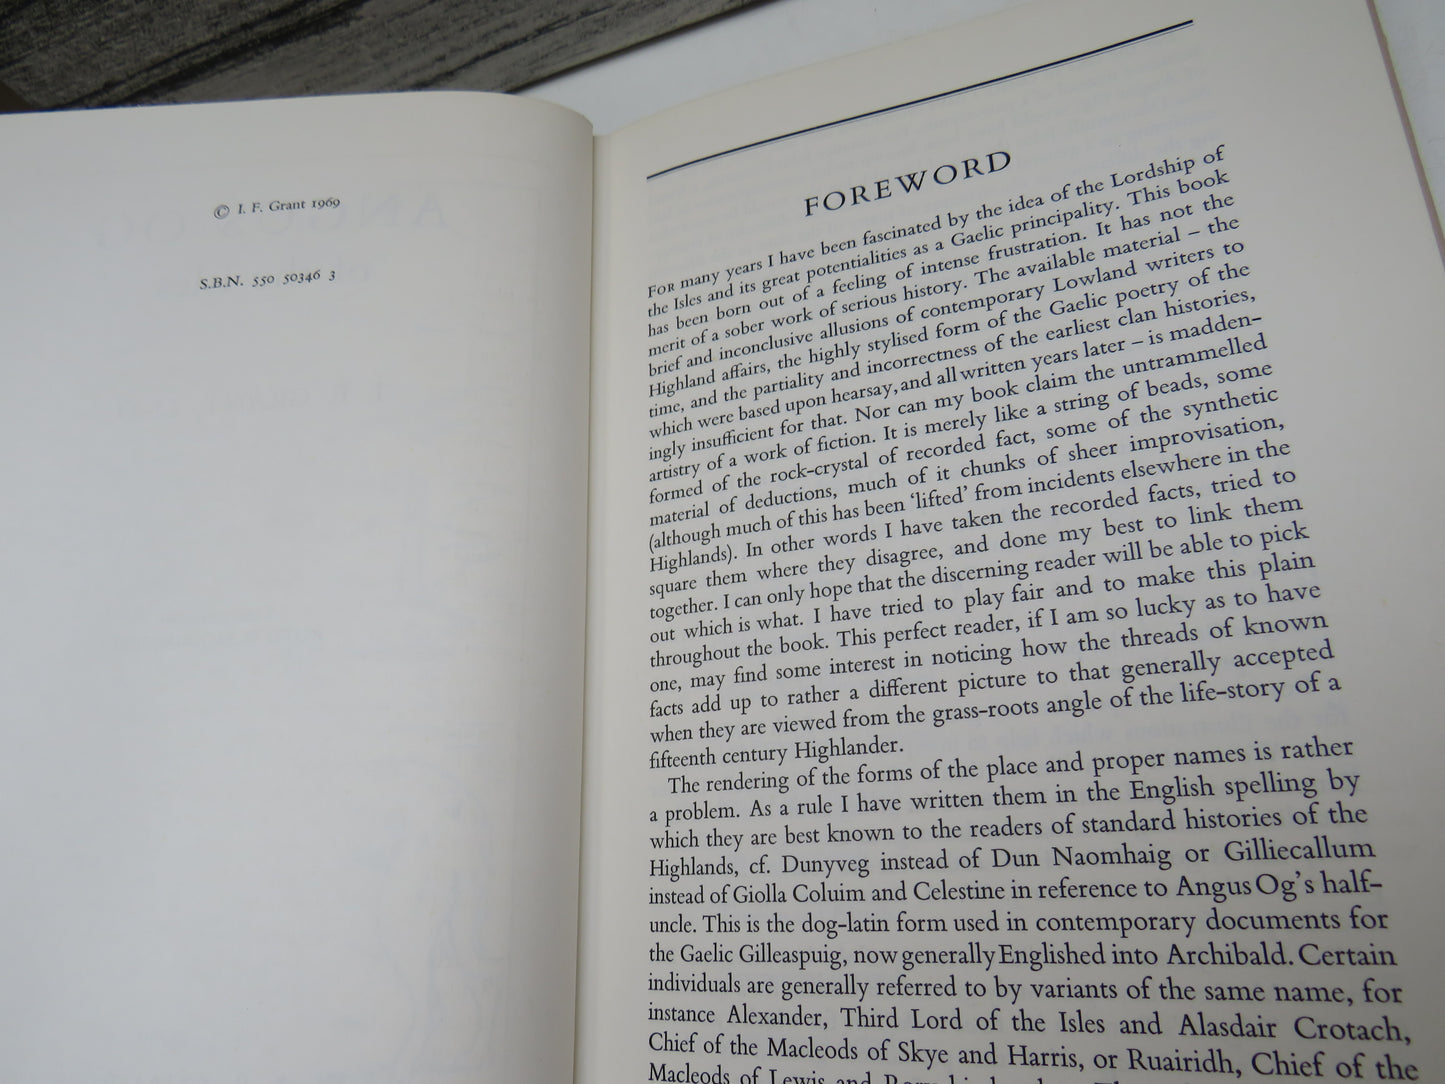 © I. F. Grant 1969
S.B.N. 550 50346 3
FOREWORD
For many years I have been fascinated by the idea of the Lordship of
the Isles and its great potentialities as a Gaelic principality. This book
has been born out of a feeling of intense frustration. It has not the
merit of a sober work of serious history. The available material – the
brief and inconclusive allusions of contemporary Lowland writers to
Highland affairs, the highly stylised form of the Gaelic poetry of the
time, and the partiality and incorrectness of the earliest clan histories,
which were based upon hearsay, and all written years later – is madden-
ingly insufficient for that. Nor can my book claim the untrammelled
artistry of a work of fiction. It is merely like a string of beads, some
formed of the rock-crystal of recorded fact, some of the synthetic
material of deductions, much of it chunks of sheer improvisation,
(although much of this has been ‘lifted’ from incidents elsewhere in the
Highlands). In other words I have taken the recorded facts, tried to
square them where they disagree, and done my best to link them
together. I can only hope that the discerning reader will be able to pick
out which is what. I have tried to play fair and to make this plain
throughout the book. This perfect reader, if I am so lucky as to have
one, may find some interest in noticing how the threads of known
facts add up to rather a different picture to that generally accepted
when they are viewed from the grass-roots angle of the life-story of a
fifteenth century Highlander.
The rendering of the forms of the place and proper names is rather
a problem. As a rule I have written them in the English spelling by
which they are best known to the readers of standard histories of the
Highlands, cf. Dunyveg instead of Dun Naomhaig or Gilliecallum
instead of Giolla Coluim and Celestine in reference to Angus Og’s half-
uncle. This is the dog-latin form used in contemporary documents for
the Gaelic Gilleaspuig, now generally Englished into Archibald. Certain
individuals are generally referred to by variants of the same name, for
instance Alexander, Third Lord of the Isles and Alasdair Crotach,
Chief of the Macleods of Skye and Harris, or Ruairidh, Chief of the
Macleods of Lewis and